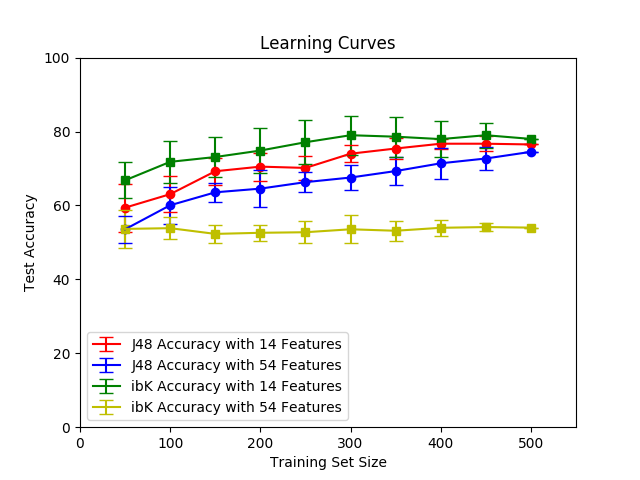 Learning Curves
100
80
60
40
20
0
Test Accuracy
J48 Accuracy with 14 Features
J48 Accuracy with 54 Features
ibK Accuracy with 14 Features
ibK Accuracy with 54 Features
0 100 200 300 400 500
Training Set Size